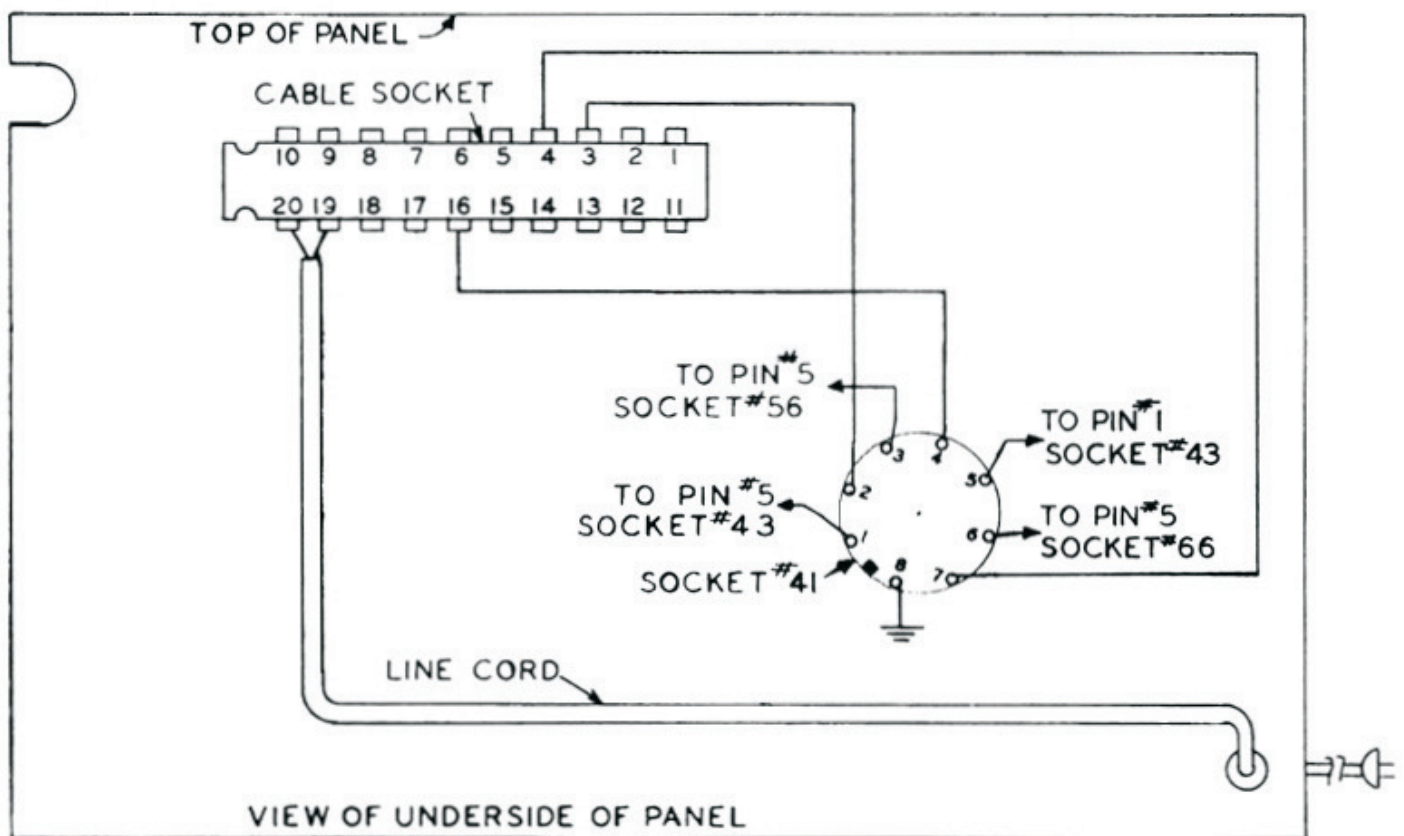 TOP OF PANEL
CABLE SOCKET
10 9 8 7 6 5 4 3 2 1
20 19 18 17 16 15 14 13 12 11
TO PIN #5
SOCKET #56
TO PIN #1
SOCKET #43
3 4
2 5
TO PIN #5
SOCKET #43
1 6
TO PIN #5
SOCKET #66
SOCKET #41
8 7
LINE CORD
VIEW OF UNDERSIDE OF PANEL